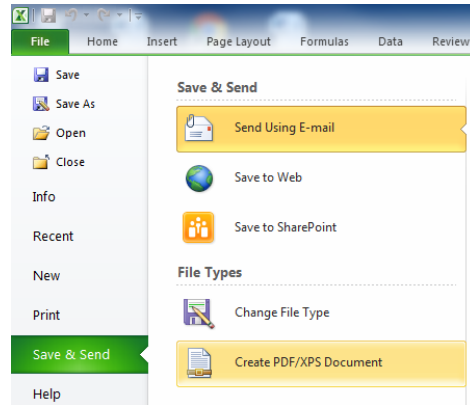 File Home Insert Page Layout Formulas Data Review
Save
Save As
Open
Close
Info
Recent
New
Print
Save & Send
Help
Save & Send
Send Using E-mail
Save to Web
Save to SharePoint
File Types
Change File Type
Create PDF/XPS Document